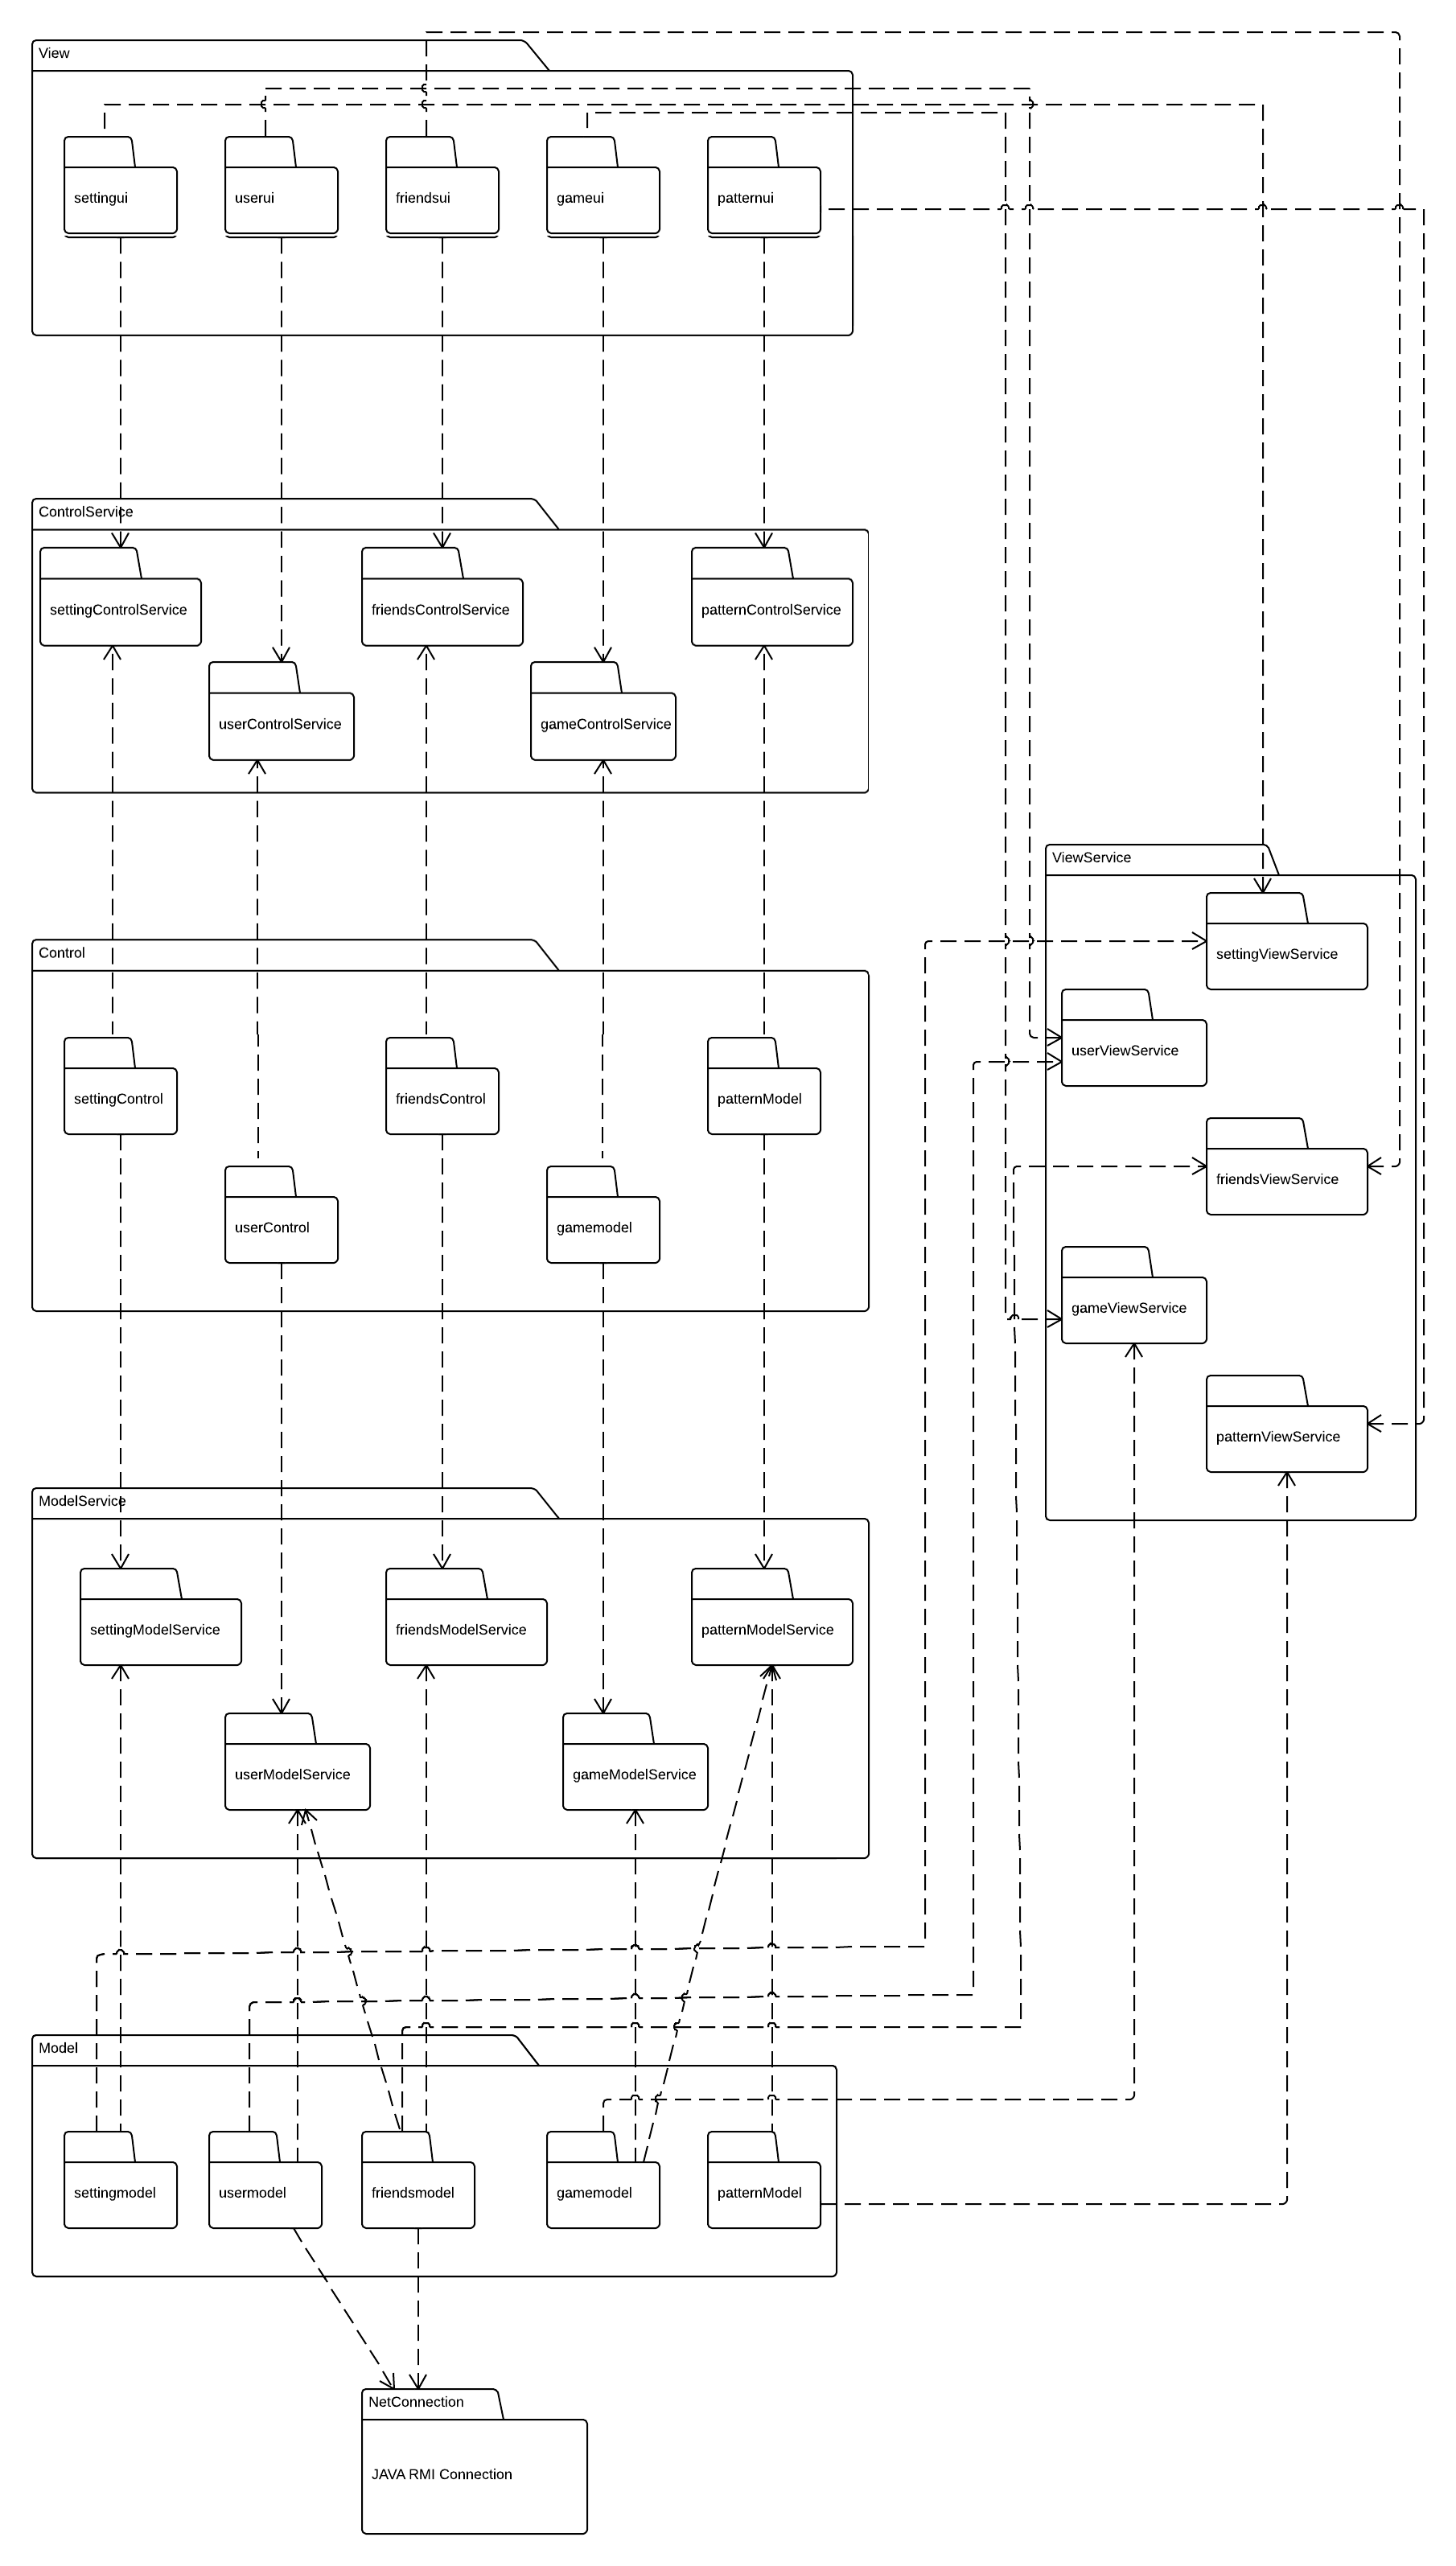 View
settingui
userui
friendsui
gameui
patternui
ControlService
settingControlService
friendsControlService
patternControlService
userControlService
gameControlService
ViewService
settingViewService
userViewService
friendsViewService
gameViewService
patternViewService
Control
settingControl
friendsControl
patternModel
userControl
gamemodel
ModelService
settingModelService
friendsModelService
patternModelService
userModelService
gameModelService
Model
settingmodel
usermodel
friendsmodel
gamemodel
patternModel
NetConnection
JAVA RMI Connection